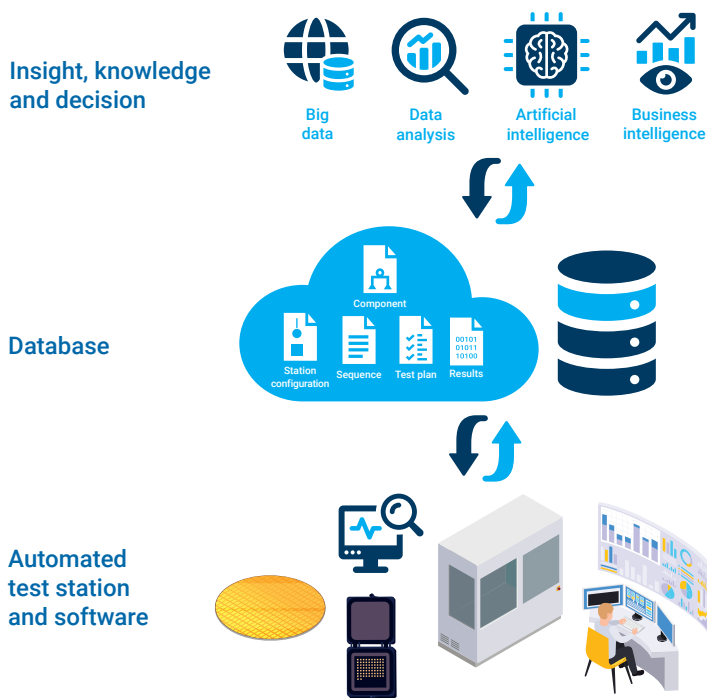 Insight, knowledge
and decision
Big
data
Data
analysis
Artificial
intelligence
Business
intelligence
Database
Component
Station
configuration
Sequence
Test plan
Results
00101
01011
10100
Automated
test station
and software